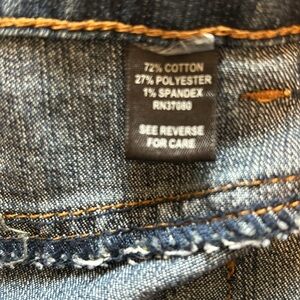 72% COTTON
27% POLYESTER
1% SPANDEX
RN37080
SEE REVERSE
FOR CARE